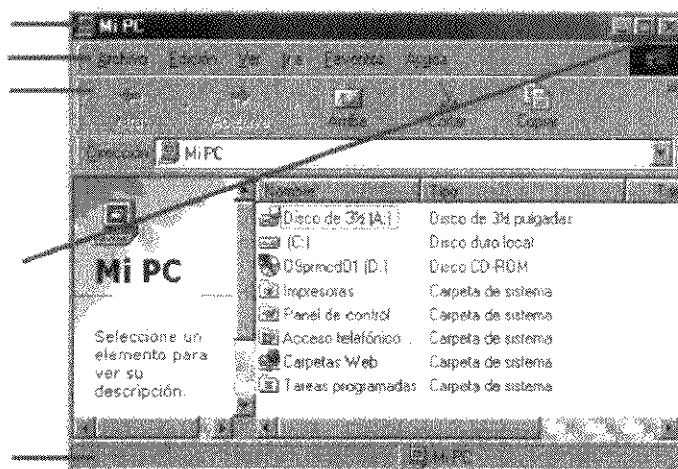 Mi PC
Archivo Edición Ver Ir a Favoritos Ayuda
Arriba Cortar Copiar
Dirección Mi PC
Nombre Tipo
Disco de 3½ (A:) Disco de 3½ pulgadas
(C:) Disco duro local
OSprmcd01 (D:) Disco CD-ROM
Impresoras Carpeta de sistema
Panel de control Carpeta de sistema
Acceso telefónico... Carpeta de sistema
Carpetas Web Carpeta de sistema
Tareas programadas Carpeta de sistema
Mi PC
Seleccione un
elemento para
ver su
descripción.
Mi PC